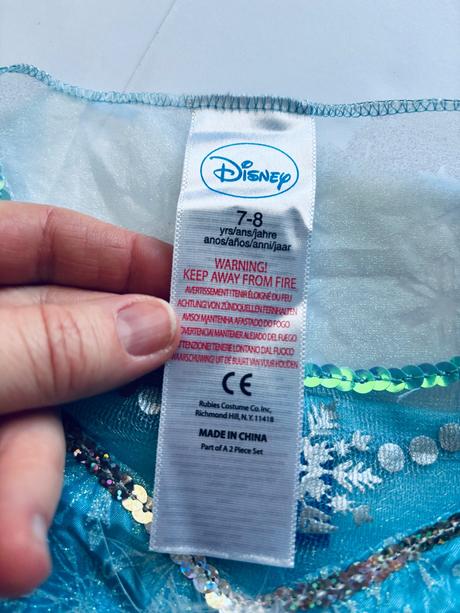 Disney
7-8
yrs/ans/jahre
anos/años/anni/jaar
WARNING!
KEEP AWAY FROM FIRE
AVERTISSEMENT!TENIR ÉLOIGNÉ DU FEU
ACHTUNG! VON ZÜNDQUELLEN FERNHALTEN
AVISO! MANTENHA AFASTADO DO FOGO
MANTENER ALEJADO DEL FUEGO
TENERE LONTANO DAL FUOCO
WAARSCHUWING! UIT DE BUURT VAN VUUR HOUDEN
CE
Rubies Costume Co. Inc,
Richmond Hill, N.Y. 11418
MADE IN CHINA
Part of A 2 Piece Set